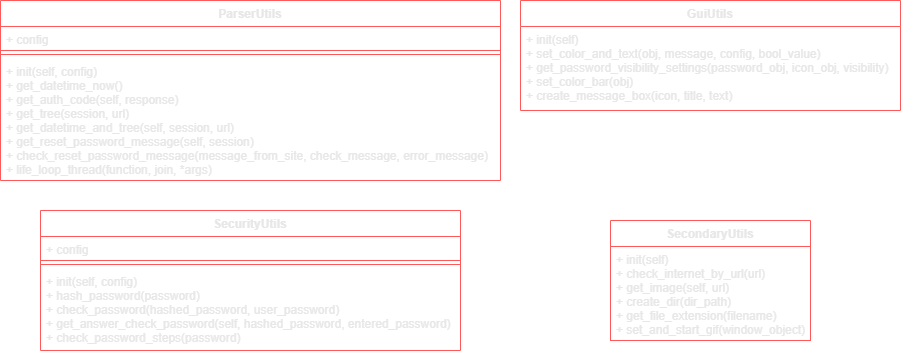 ParserUtils
+ config
+ init(self, config)
+ get_datetime_now()
+ get_auth_code(self, response)
+ get_tree(session, url)
+ get_datetime_and_tree(self, session, url)
+ get_reset_password_message(self, session)
+ check_reset_password_message(message_from_site, check_message, error_message)
+ life_loop_thread(function, join, *args)
GuiUtils
+ init(self)
+ set_color_and_text(obj, message, config, bool_value)
+ get_password_visibility_settings(password_obj, icon_obj, visibility)
+ set_color_bar(obj)
+ create_message_box(icon, title, text)
SecurityUtils
+ config
+ init(self, config)
+ hash_password(password)
+ check_password(hashed_password, user_password)
+ get_answer_check_password(self, hashed_password, entered_password)
+ check_password_steps(password)
SecondaryUtils
+ init(self)
+ check_internet_by_url(url)
+ get_image(self, url)
+ create_dir(dir_path)
+ get_file_extension(filename)
+ set_and_start_gif(window_object)